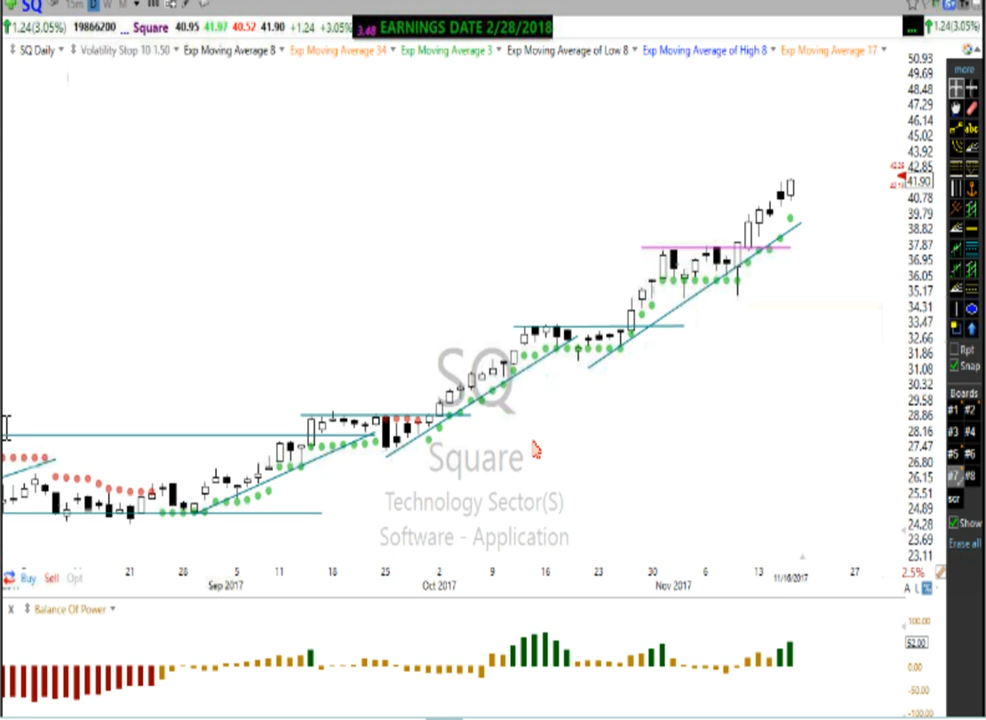 SQ 15m D W M
1.24(3.05%) 19866200 ... Square 40.95 41.97 40.52 41.90 +1.24 +3.05% 3.48 EARNINGS DATE 2/28/2018 ... 1.24(3.05%)
SQ Daily Volatility Stop 10 1.50 Exp Moving Average 8 Exp Moving Average 34 Exp Moving Average 3 Exp Moving Average of Low 8 Exp Moving Average of High 8 Exp Moving Average 17
50.93
49.69
48.48
47.29
46.14
45.02
43.92
42.85
41.90
40.78
39.79
38.82
37.87
36.95
36.05
35.17
34.31
33.47
32.66
31.86
31.08
30.32
29.58
28.86
28.16
27.47
26.80
26.15
25.51
24.89
24.28
23.69
23.11
more
abc
Rpt
Snap
Boards
#1 #2
#3 #4
#5 #6
#7 #8
scr
Show
Erase all
SQ
Square
Technology Sector(S)
Software - Application
21 28 5 11 18 25 2 9 16 23 30 6 13 11/16/2017 27
Sep 2017 Oct 2017 Nov 2017
Buy Sell Opt
2.5%
A L %
X Balance Of Power
100.00
52.00
0.00
-50.00
-100.00